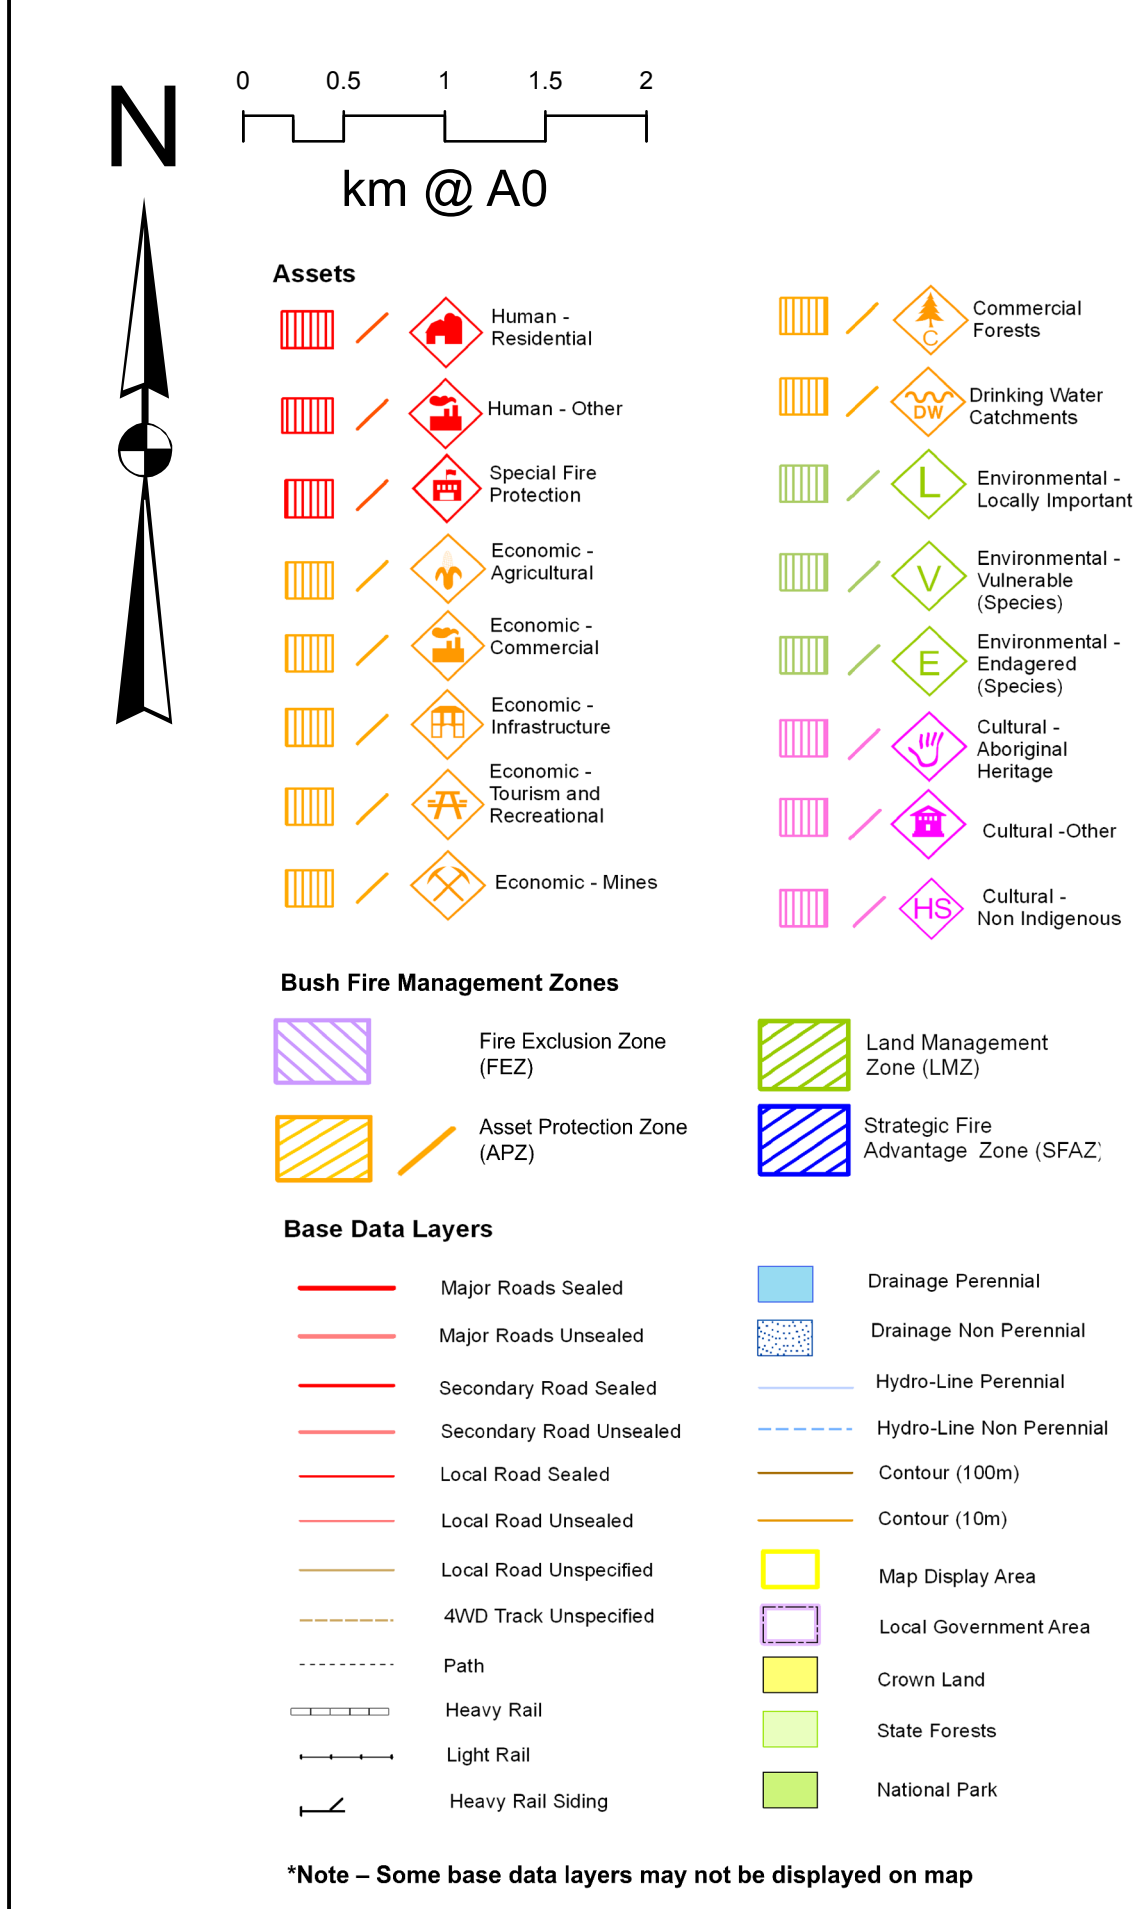 N
0 0.5 1 1.5 2
km @ A0
Assets
Human -
Residential
Human - Other
Special Fire
Protection
Economic -
Agricultural
Economic -
Commercial
Economic -
Infrastructure
Economic -
Tourism and
Recreational
Economic - Mines
C
Commercial
Forests
DW
Drinking Water
Catchments
L
Environmental -
Locally Important
V
Environmental -
Vulnerable
(Species)
E
Environmental -
Endagered
(Species)
Cultural -
Aboriginal
Heritage
Cultural -Other
HS
Cultural -
Non Indigenous
Bush Fire Management Zones
Fire Exclusion Zone
(FEZ)
Asset Protection Zone
(APZ)
Land Management
Zone (LMZ)
Strategic Fire
Advantage Zone (SFAZ)
Base Data Layers
Major Roads Sealed
Major Roads Unsealed
Secondary Road Sealed
Secondary Road Unsealed
Local Road Sealed
Local Road Unsealed
Local Road Unspecified
4WD Track Unspecified
Path
Heavy Rail
Light Rail
Heavy Rail Siding
Drainage Perennial
Drainage Non Perennial
Hydro-Line Perennial
Hydro-Line Non Perennial
Contour (100m)
Contour (10m)
Map Display Area
Local Government Area
Crown Land
State Forests
National Park
*Note – Some base data layers may not be displayed on map